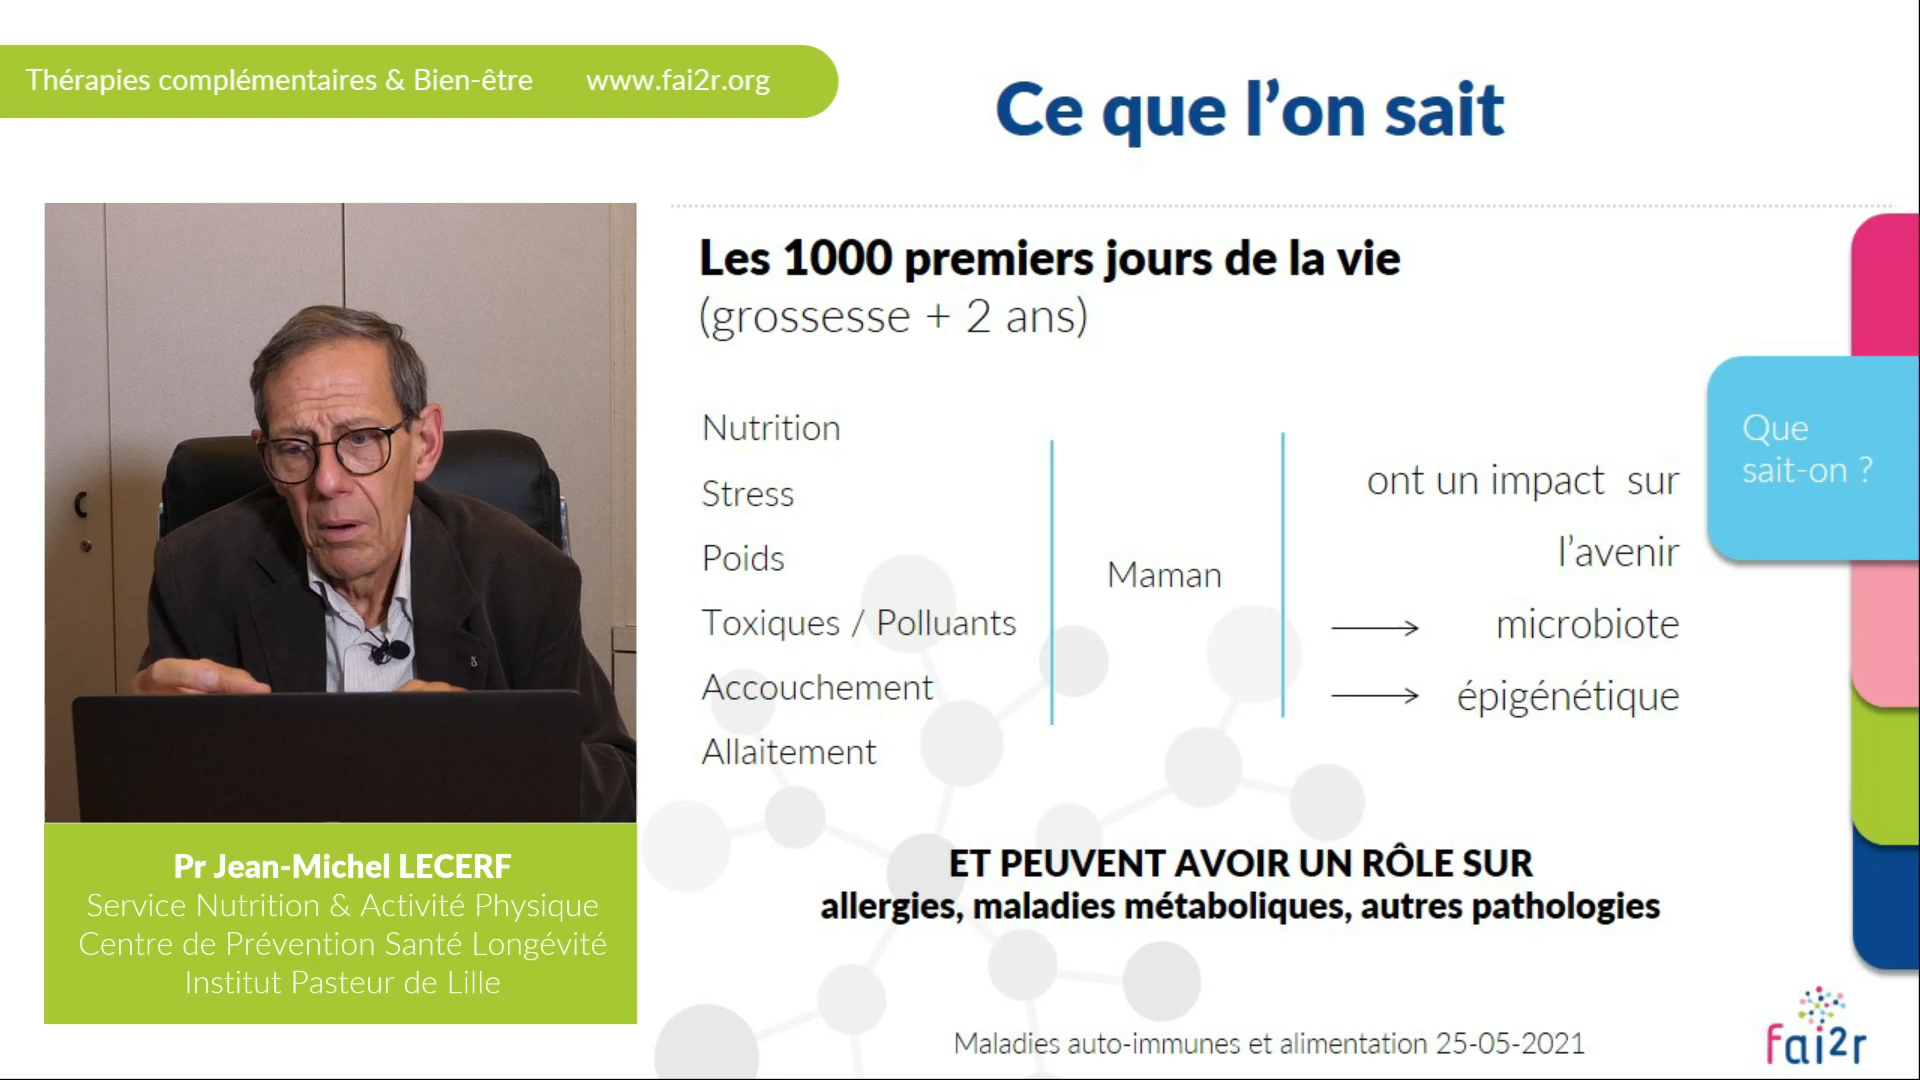 Thérapies complémentaires & Bien-être www.fai2r.org
Ce que l’on sait
Les 1000 premiers jours de la vie
(grossesse + 2 ans)
Nutrition
Stress
Poids
Toxiques / Polluants
Accouchement
Allaitement
Maman
ont un impact sur
l’avenir
microbiote
épigénétique
Que
sait-on ?
ET PEUVENT AVOIR UN RÔLE SUR
allergies, maladies métaboliques, autres pathologies
Pr Jean-Michel LECERF
Service Nutrition & Activité Physique
Centre de Prévention Santé Longévité
Institut Pasteur de Lille
Maladies auto-immunes et alimentation 25-05-2021
fai2r